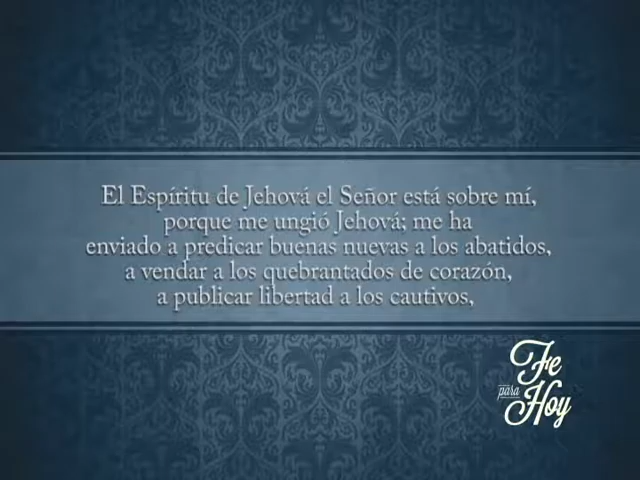 El Espíritu de Jehová el Señor está sobre mí,
porque me ungió Jehová; me ha
enviado a predicar buenas nuevas a los abatidos,
a vendar a los quebrantados de corazón,
a publicar libertad a los cautivos,
Fe
para
Hoy